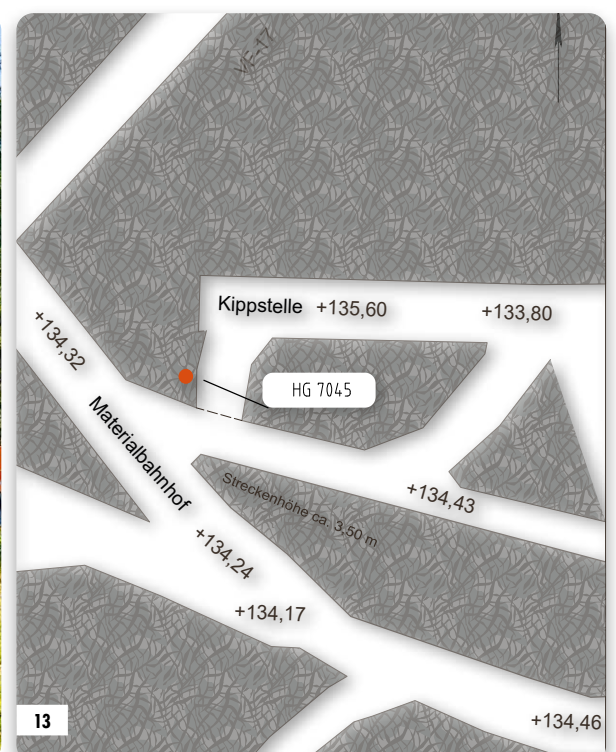 VE-17
Kippstelle +135,60
+133,80
+134,32
HG 7045
Materialbahnhof
+134,43
Streckenhöhe ca. 3,50 m
+134,24
+134,17
13
+134,46